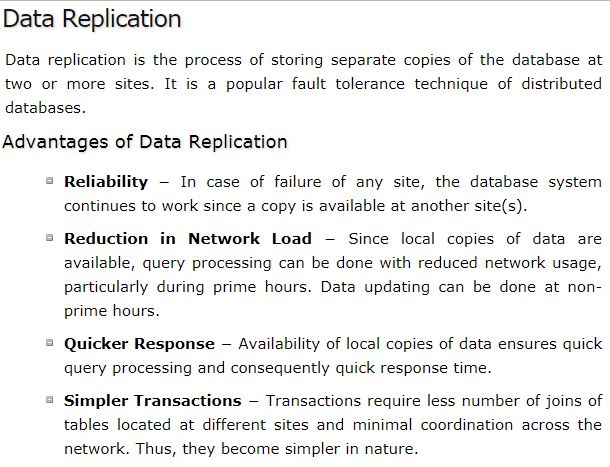 Data Replication
Data replication is the process of storing separate copies of the database at
two or more sites. It is a popular fault tolerance technique of distributed
databases.
Advantages of Data Replication
Reliability − In case of failure of any site, the database system
continues to work since a copy is available at another site(s).
Reduction in Network Load − Since local copies of data are
available, query processing can be done with reduced network usage,
particularly during prime hours. Data updating can be done at non-
prime hours.
Quicker Response − Availability of local copies of data ensures quick
query processing and consequently quick response time.
Simpler Transactions − Transactions require less number of joins of
tables located at different sites and minimal coordination across the
network. Thus, they become simpler in nature.